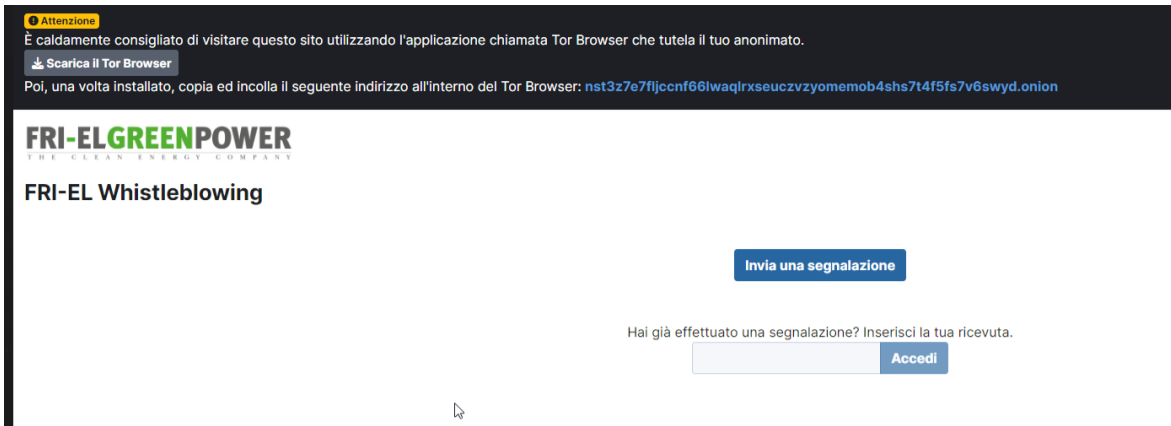 Attenzione
È caldamente consigliato di visitare questo sito utilizzando l'applicazione chiamata Tor Browser che tutela il tuo anonimato.
Scarica il Tor Browser
Poi, una volta installato, copia ed incolla il seguente indirizzo all'interno del Tor Browser: nst3z7e7fljccnf66lwaqlrxseuczvzyomemob4shs7t4f5fs7v6swyd.onion
FRI-ELGREENPOWER
THE CLEAN ENERGY COMPANY
FRI-EL Whistleblowing
Invia una segnalazione
Hai già effettuato una segnalazione? Inserisci la tua ricevuta.
Accedi